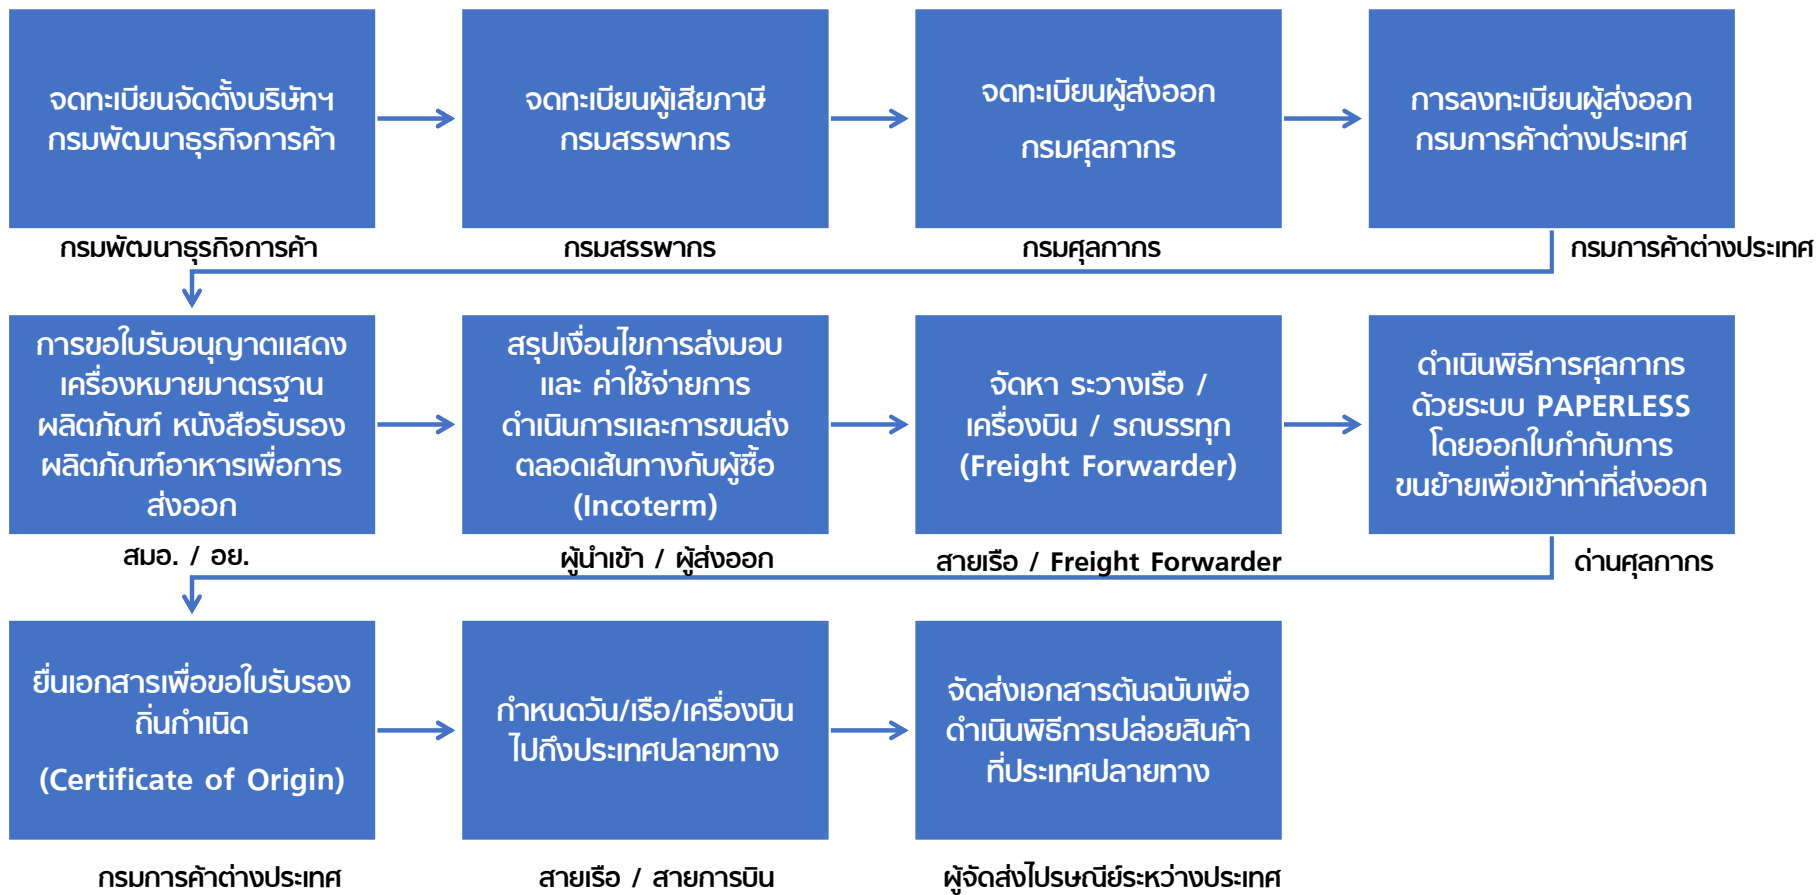 จดทะเบียนจัดตั้งบริษัทฯ
กรมพัฒนาธุรกิจการค้า
กรมพัฒนาธุรกิจการค้า
จดทะเบียนผู้เสียภาษี
กรมสรรพากร
กรมสรรพากร
จดทะเบียนผู้ส่งออก
กรมศุลกากร
กรมศุลกากร
การลงทะเบียนผู้ส่งออก
กรมการค้าต่างประเทศ
กรมการค้าต่างประเทศ
การขอใบรับอนุญาตแสดง
เครื่องหมายมาตรฐาน
ผลิตภัณฑ์ หนังสือรับรอง
ผลิตภัณฑ์อาหารเพื่อการ
ส่งออก
สมอ. / อย.
สรุปเงื่อนไขการส่งมอบ
และ ค่าใช้จ่ายการ
ดำเนินการและการขนส่ง
ตลอดเส้นทางกับผู้ซื้อ
(Incoterm)
ผู้นำเข้า / ผู้ส่งออก
จัดหา ระวางเรือ /
เครื่องบิน / รถบรรทุก
(Freight Forwarder)
สายเรือ / Freight Forwarder
ดำเนินพิธีการศุลกากร
ด้วยระบบ PAPERLESS
โดยออกใบกำกับการ
ขนย้ายเพื่อเข้าท่าที่ส่งออก
ด่านศุลกากร
ยื่นเอกสารเพื่อขอใบรับรอง
ถิ่นกำเนิด
(Certificate of Origin)
กรมการค้าต่างประเทศ
กำหนดวัน/เรือ/เครื่องบิน
ไปถึงประเทศปลายทาง
สายเรือ / สายการบิน
จัดส่งเอกสารต้นฉบับเพื่อ
ดำเนินพิธีการปล่อยสินค้า
ที่ประเทศปลายทาง
ผู้จัดส่งไปรษณีย์ระหว่างประเทศ